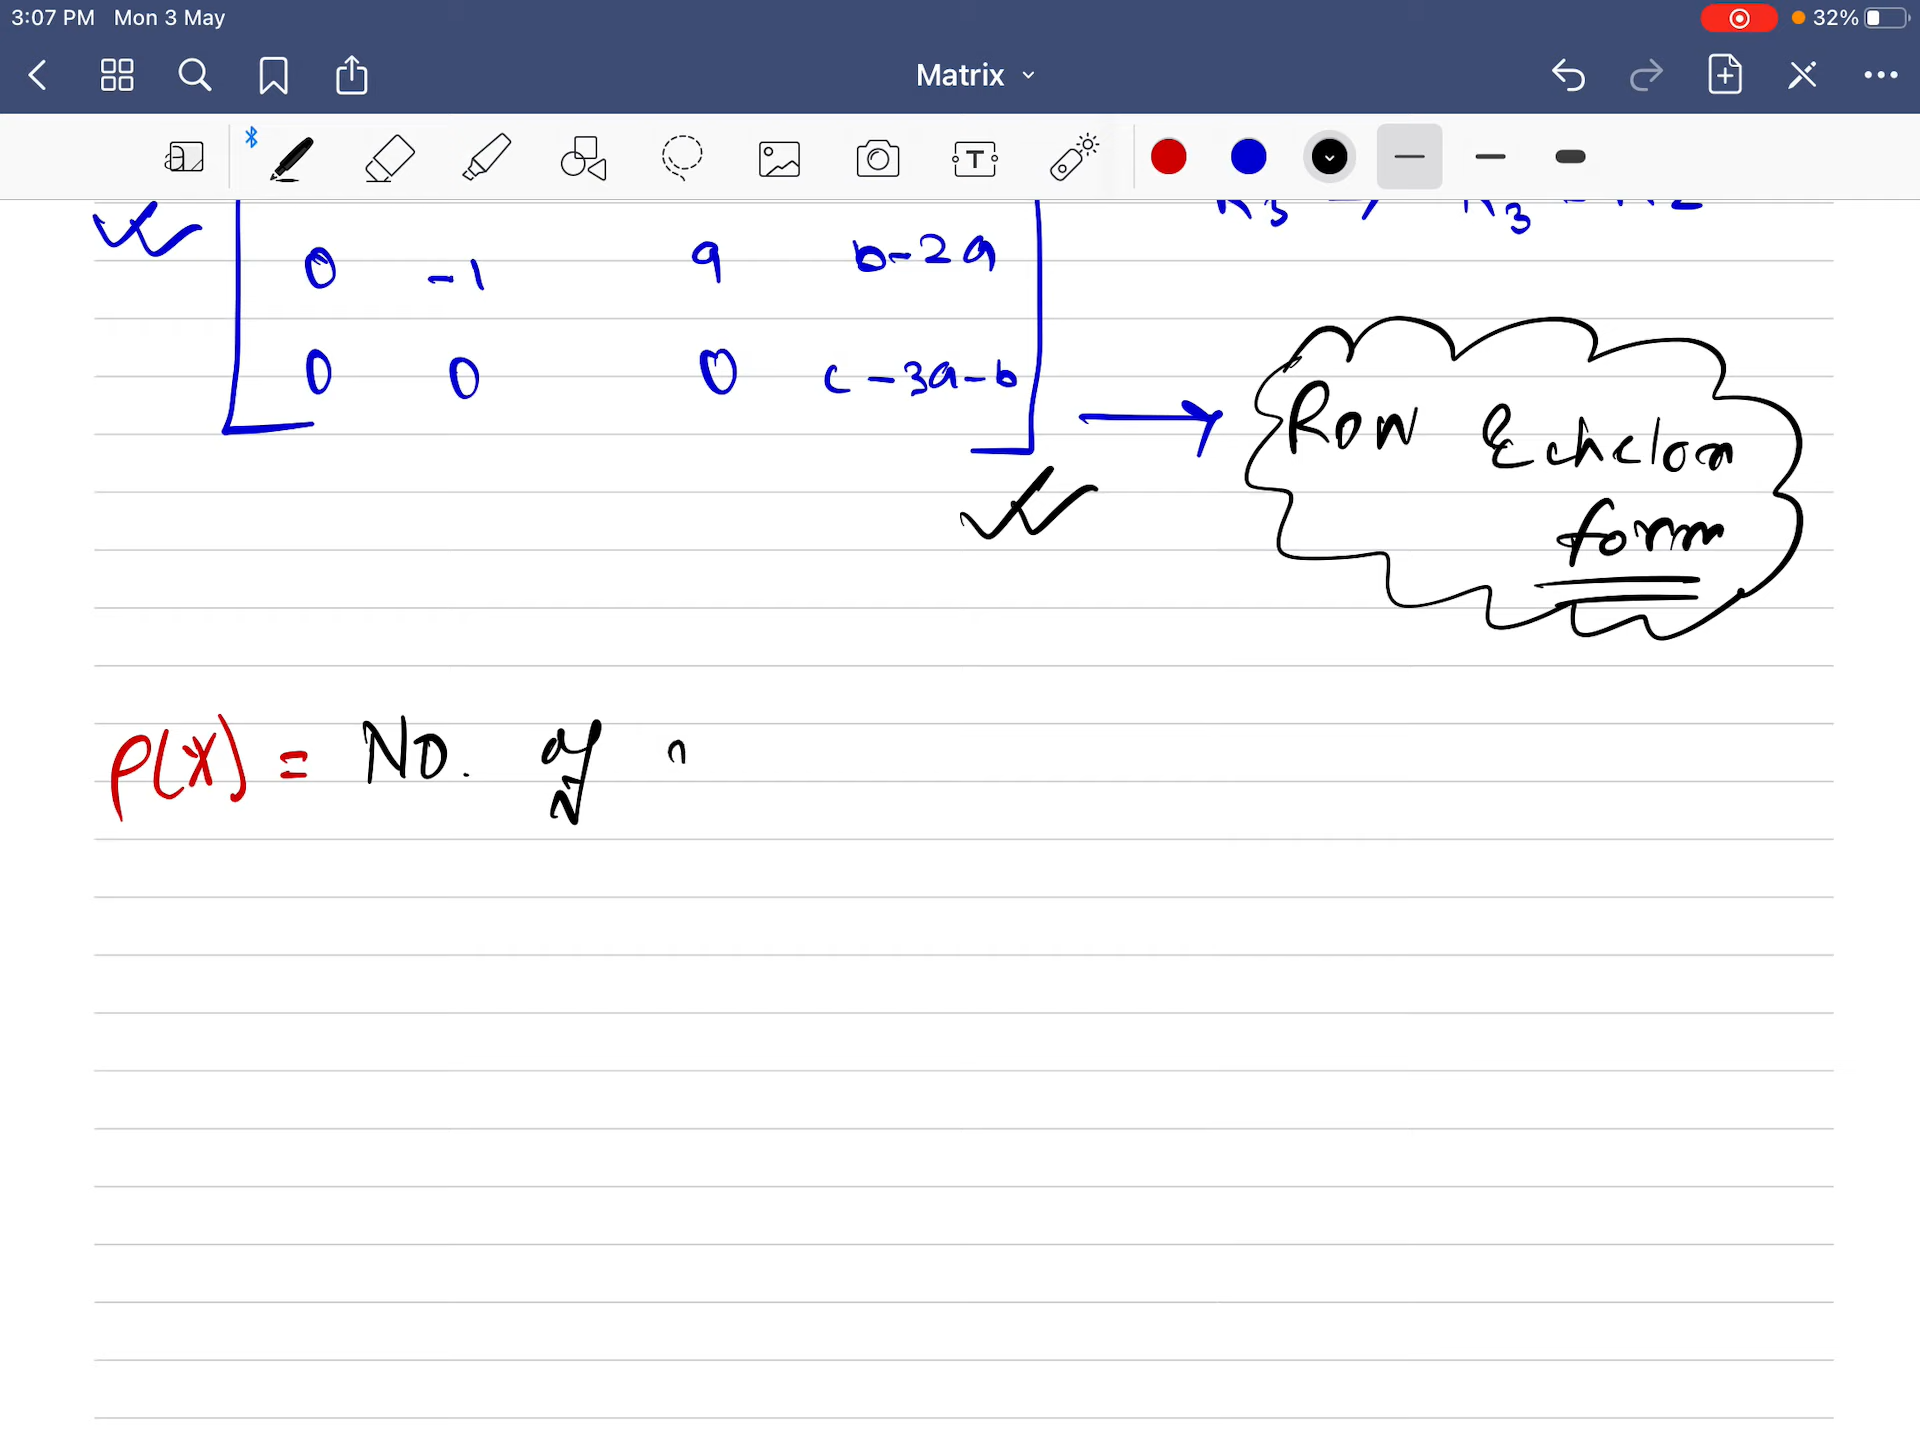 3:07 PM Mon 3 May 32%
Matrix
0 -1 9 b-2a
0 0 0 c-3a-b
Row Echelon
form
ρ(X) = No. of